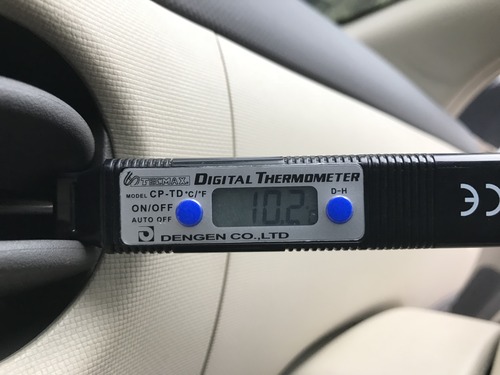 TECMAX. DIGITAL THERMOMETER
MODEL CP-TD °C/°F
D-H
ON/OFF
10.2
AUTO OFF
DENGEN CO.,LTD
CE